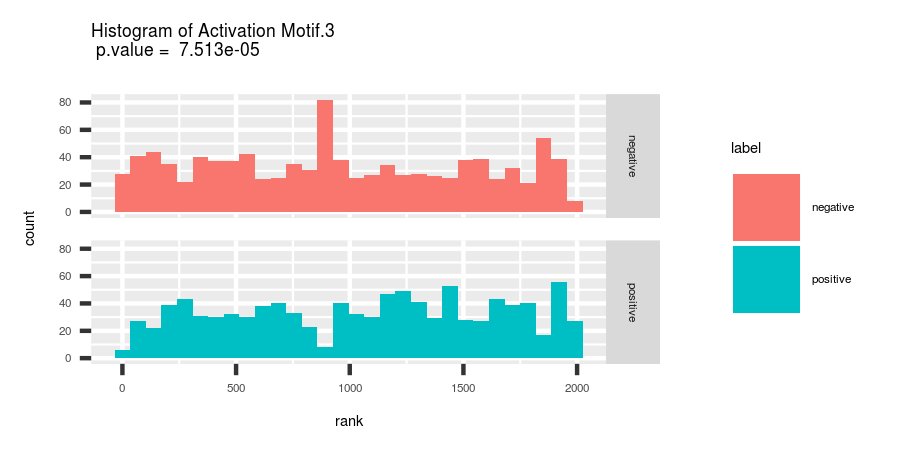 Histogram of Activation Motif.3
p.value = 7.513e-05
count
80
60
40
20
0
negative
80
60
40
20
0
positive
0
500
1000
1500
2000
rank
label
negative
positive